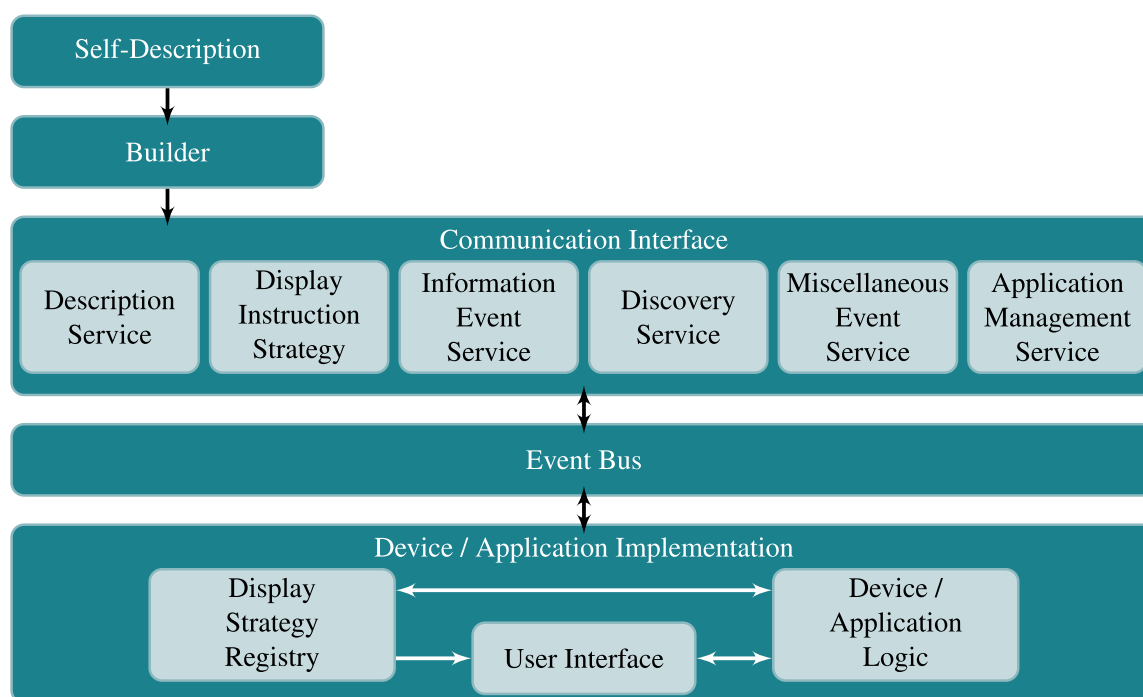 Self-Description
Builder
Communication Interface
Description
Service
Display
Instruction
Strategy
Information
Event
Service
Discovery
Service
Miscellaneous
Event
Service
Application
Management
Service
Event Bus
Device / Application Implementation
Display
Strategy
Registry
User Interface
Device /
Application
Logic